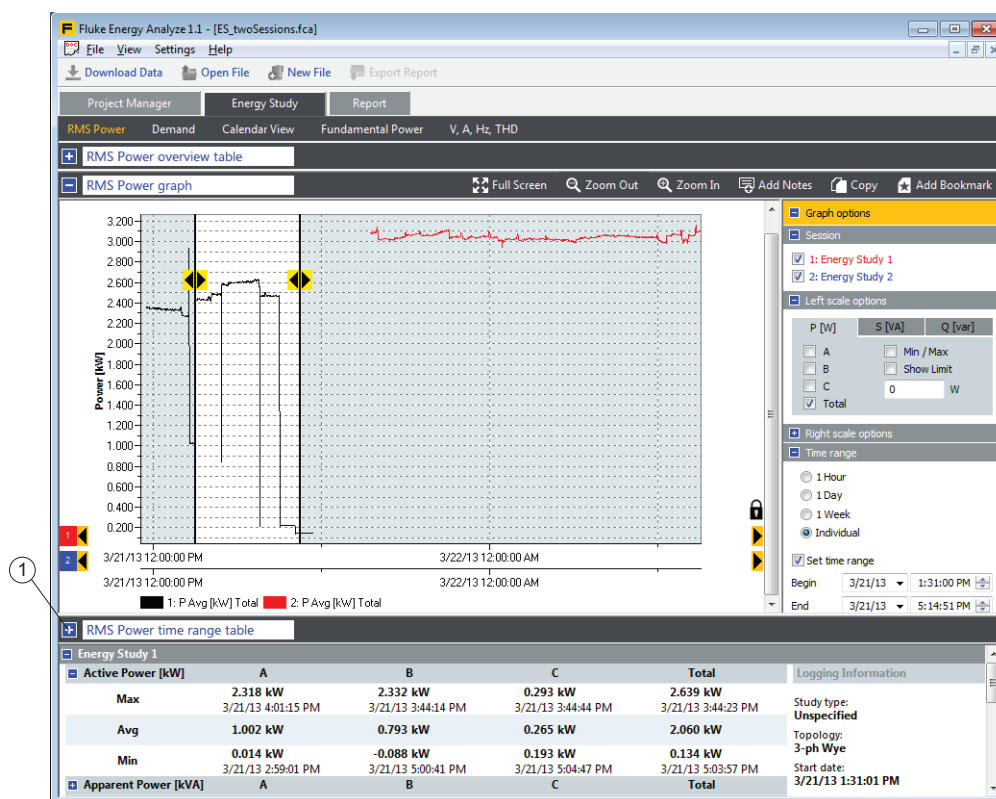 Fluke Energy Analyze 1.1 - [ES_twoSessions.fca]
File View Settings Help
Download Data Open File New File Export Report
Project Manager Energy Study Report
RMS Power Demand Calendar View Fundamental Power V, A, Hz, THD
RMS Power overview table
RMS Power graph Full Screen Zoom Out Zoom In Add Notes Copy Add Bookmark
3.200
3.000
2.800
2.600
2.400
2.200
2.000
1.800
1.600
1.400
1.200
1.000
0.800
0.600
0.400
0.200
Power [kW]
1
2
3/21/13 12:00:00 PM 3/22/13 12:00:00 AM
3/21/13 12:00:00 PM 3/22/13 12:00:00 AM
1: P Avg [kW] Total 2: P Avg [kW] Total
Graph options
Session
1: Energy Study 1
2: Energy Study 2
Left scale options
P [W] S [VA] Q [var]
A Min / Max
B Show Limit
C 0 W
Total
Right scale options
Time range
1 Hour
1 Day
1 Week
Individual
Set time range
Begin 3/21/13 1:31:00 PM
End 3/21/13 5:14:51 PM
1
RMS Power time range table
Energy Study 1
Active Power [kW] A B C Total
Max 2.318 kW 2.332 kW 0.293 kW 2.639 kW
3/21/13 4:01:15 PM 3/21/13 3:44:14 PM 3/21/13 3:44:44 PM 3/21/13 3:44:23 PM
Avg 1.002 kW 0.793 kW 0.265 kW 2.060 kW
Min 0.014 kW -0.088 kW 0.193 kW 0.134 kW
3/21/13 2:59:01 PM 3/21/13 5:00:41 PM 3/21/13 5:04:47 PM 3/21/13 5:03:57 PM
Apparent Power [kVA] A B C Total
Logging Information
Study type:
Unspecified
Topology:
3-ph Wye
Start date:
3/21/13 1:31:01 PM